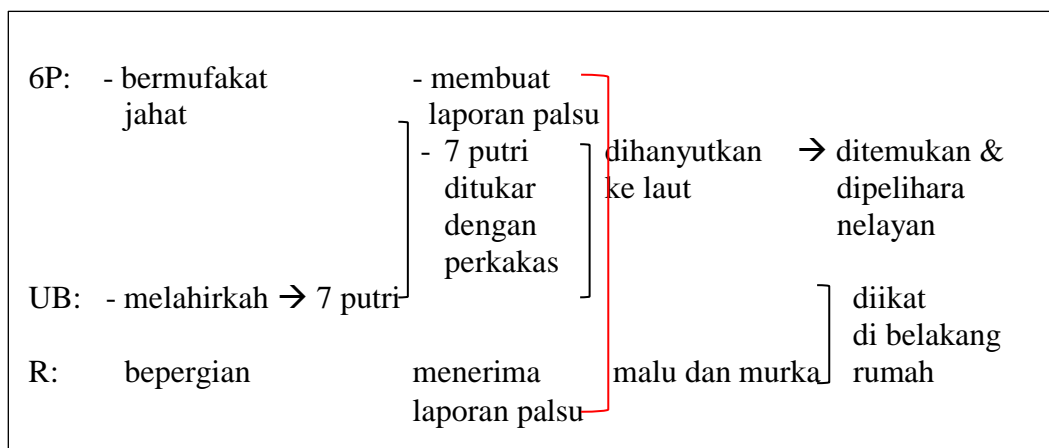 6P: - bermufakat - membuat
jahat laporan palsu
- 7 putri dihanyutkan → ditemukan &
ditukar ke laut dipelihara
dengan nelayan
perkakas
UB: - melahirkah → 7 putri diikat
di belakang
R: bepergian menerima malu dan murka rumah
laporan palsu